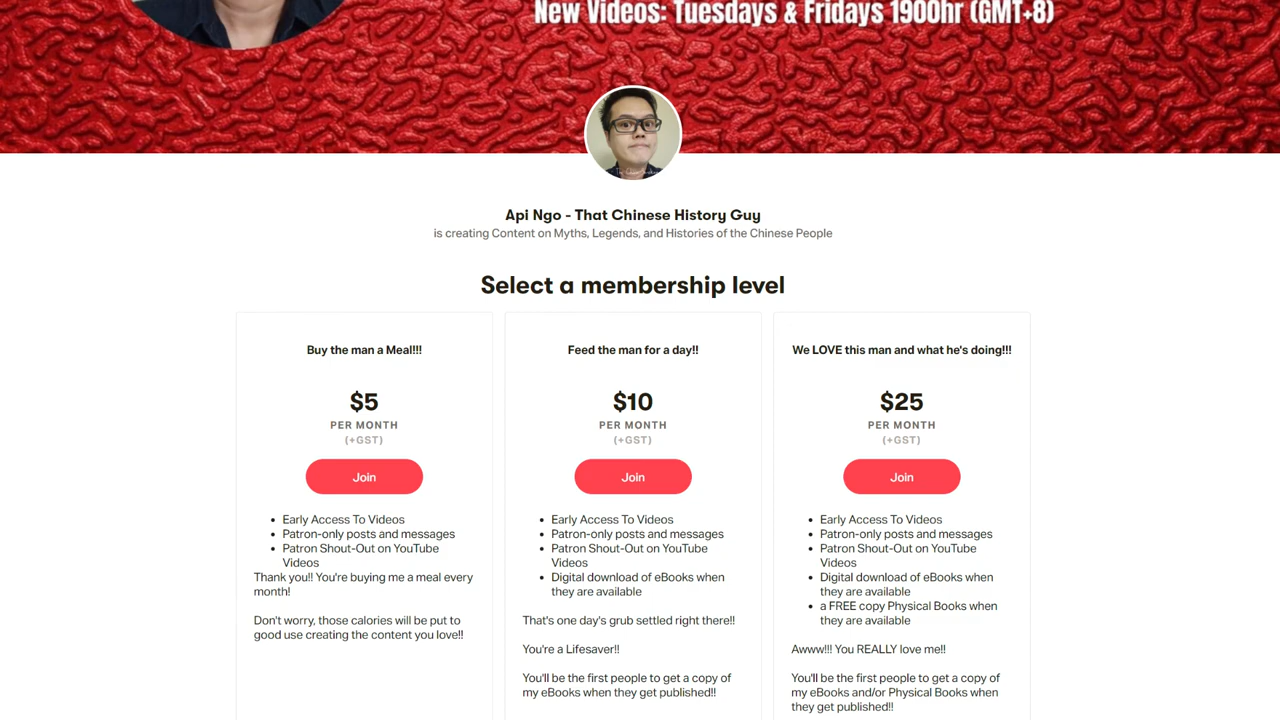 New Videos: Tuesdays & Fridays 1900hr (GMT+8)
Api Ngo - That Chinese History Guy
is creating Content on Myths, Legends, and Histories of the Chinese People
Select a membership level
Buy the man a Meal!!!
$5
PER MONTH
(+GST)
Join
• Early Access To Videos
• Patron-only posts and messages
• Patron Shout-Out on YouTube
Videos
Thank you!! You're buying me a meal every
month!
Don't worry, those calories will be put to
good use creating the content you love!!
Feed the man for a day!!
$10
PER MONTH
(+GST)
Join
• Early Access To Videos
• Patron-only posts and messages
• Patron Shout-Out on YouTube
Videos
• Digital download of eBooks when
they are available
That's one day's grub settled right there!!
You're a Lifesaver!!
You'll be the first people to get a copy of
my eBooks when they get published!!
We LOVE this man and what he's doing!!!
$25
PER MONTH
(+GST)
Join
• Early Access To Videos
• Patron-only posts and messages
• Patron Shout-Out on YouTube
Videos
• Digital download of eBooks when
they are available
• a FREE copy Physical Books when
they are available
Awww!!! You REALLY love me!!
You'll be the first people to get a copy of
my eBooks and/or Physical Books when
they get published!!